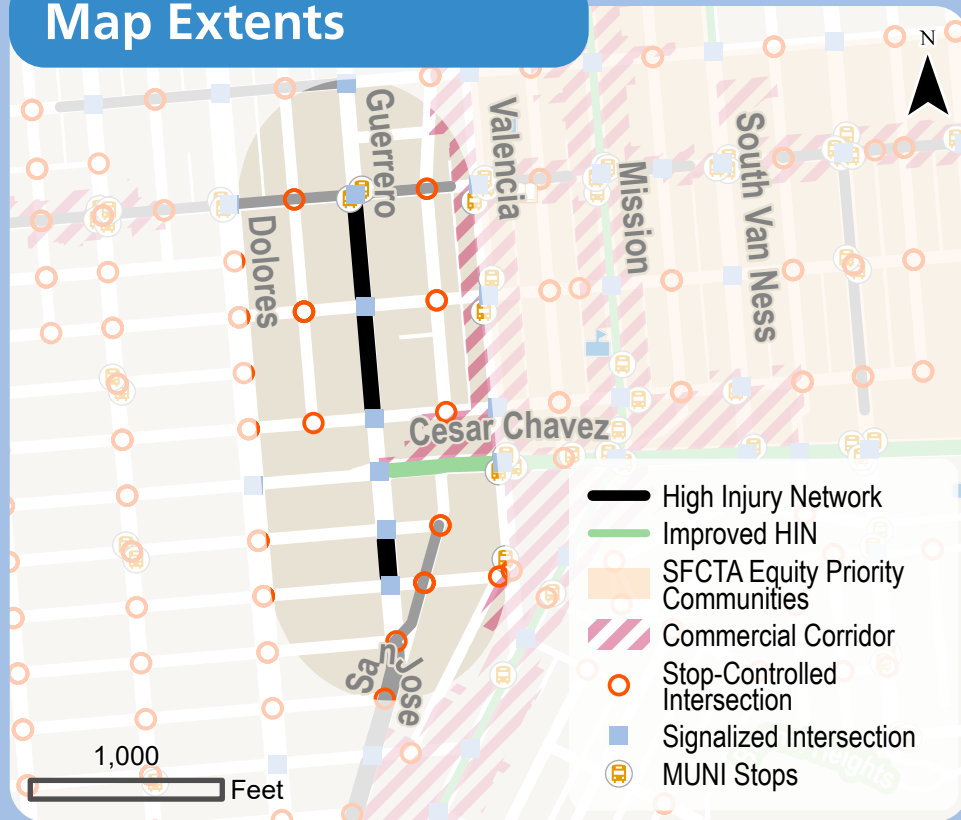 Map Extents
N
Guerrero
Valencia
Mission
South Van Ness
Dolores
Cesar Chavez
San Jose
High Injury Network
Improved HIN
SFCTA Equity Priority
Communities
Commercial Corridor
Stop-Controlled
Intersection
Signalized Intersection
MUNI Stops
1,000
Feet